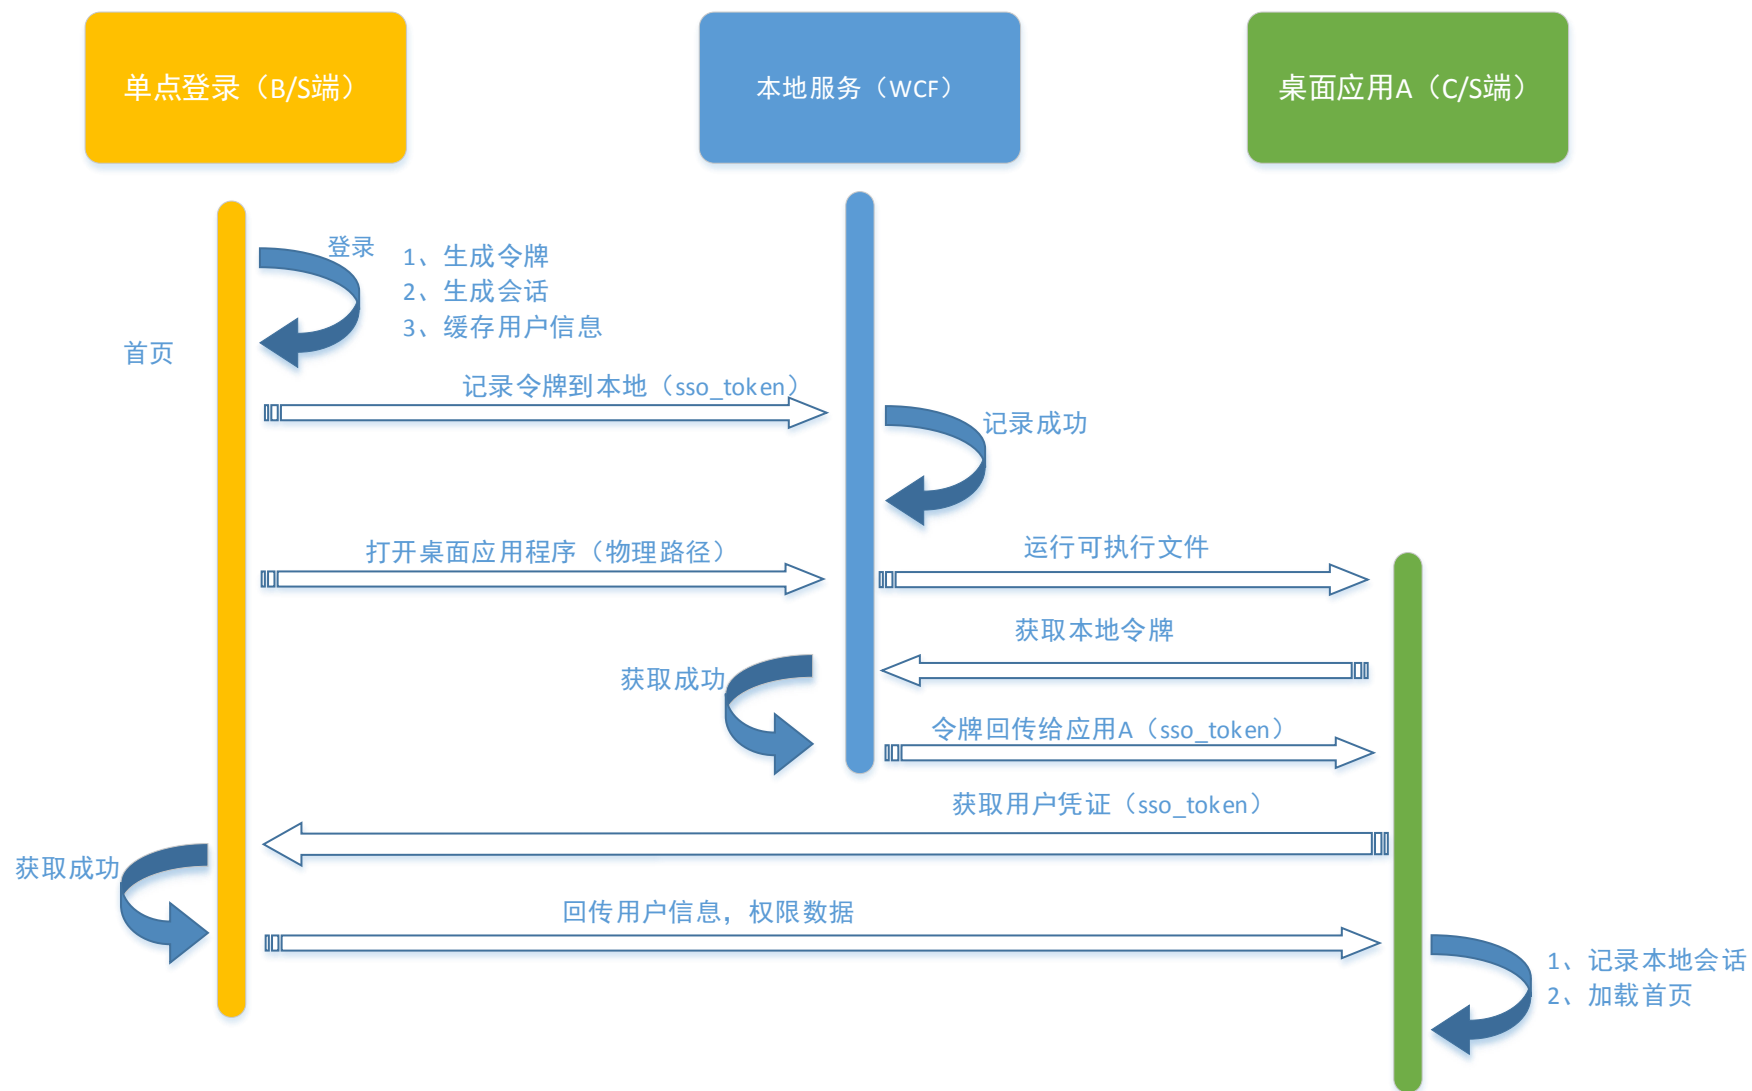 单点登录（B/S端）
本地服务（WCF）
桌面应用A（C/S端）
登录
1、生成令牌
2、生成会话
3、缓存用户信息
首页
记录令牌到本地（sso_token）
记录成功
打开桌面应用程序（物理路径）
运行可执行文件
获取本地令牌
获取成功
令牌回传给应用A（sso_token）
获取用户凭证（sso_token）
获取成功
回传用户信息，权限数据
1、记录本地会话
2、加载首页